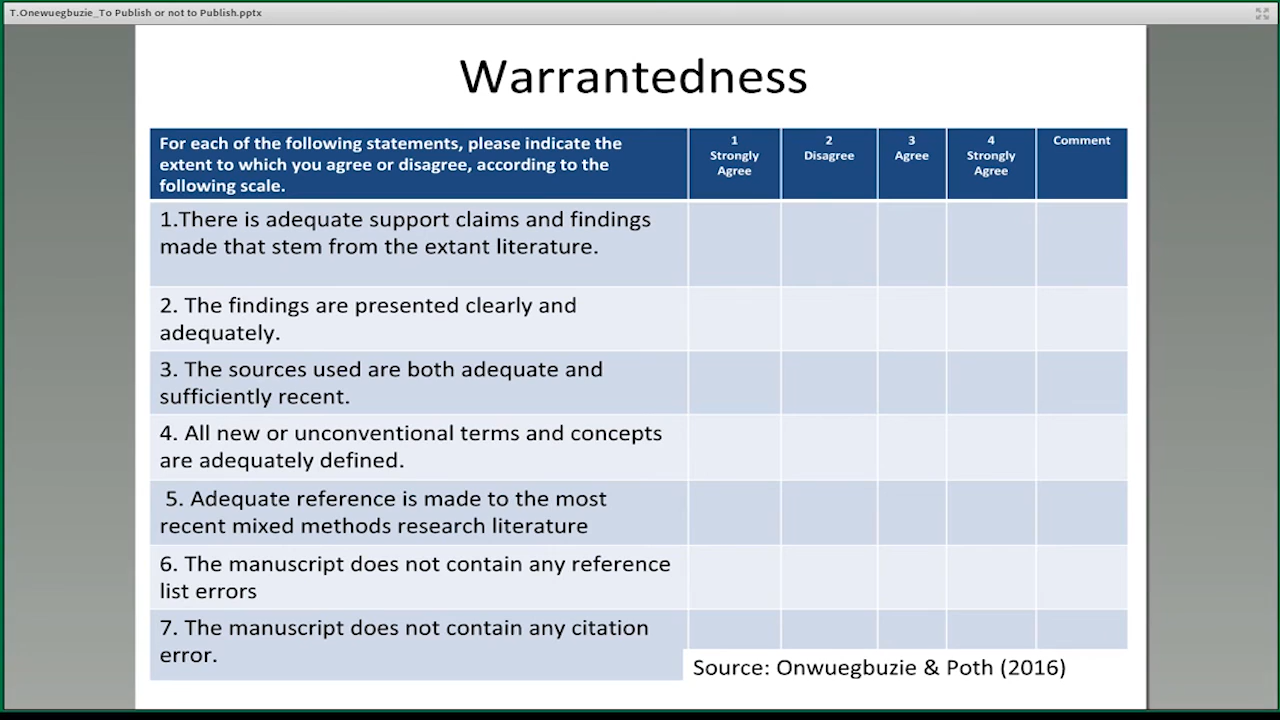 T.Onewuegbuzie_To Publish or not to Publish.pptx
Warrantedness
For each of the following statements, please indicate the
extent to which you agree or disagree, according to the
following scale.
1
Strongly
Agree
2
Disagree
3
Agree
4
Strongly
Agree
Comment
1.There is adequate support claims and findings
made that stem from the extant literature.
2. The findings are presented clearly and
adequately.
3. The sources used are both adequate and
sufficiently recent.
4. All new or unconventional terms and concepts
are adequately defined.
5. Adequate reference is made to the most
recent mixed methods research literature
6. The manuscript does not contain any reference
list errors
7. The manuscript does not contain any citation
error.
Source: Onwuegbuzie & Poth (2016)